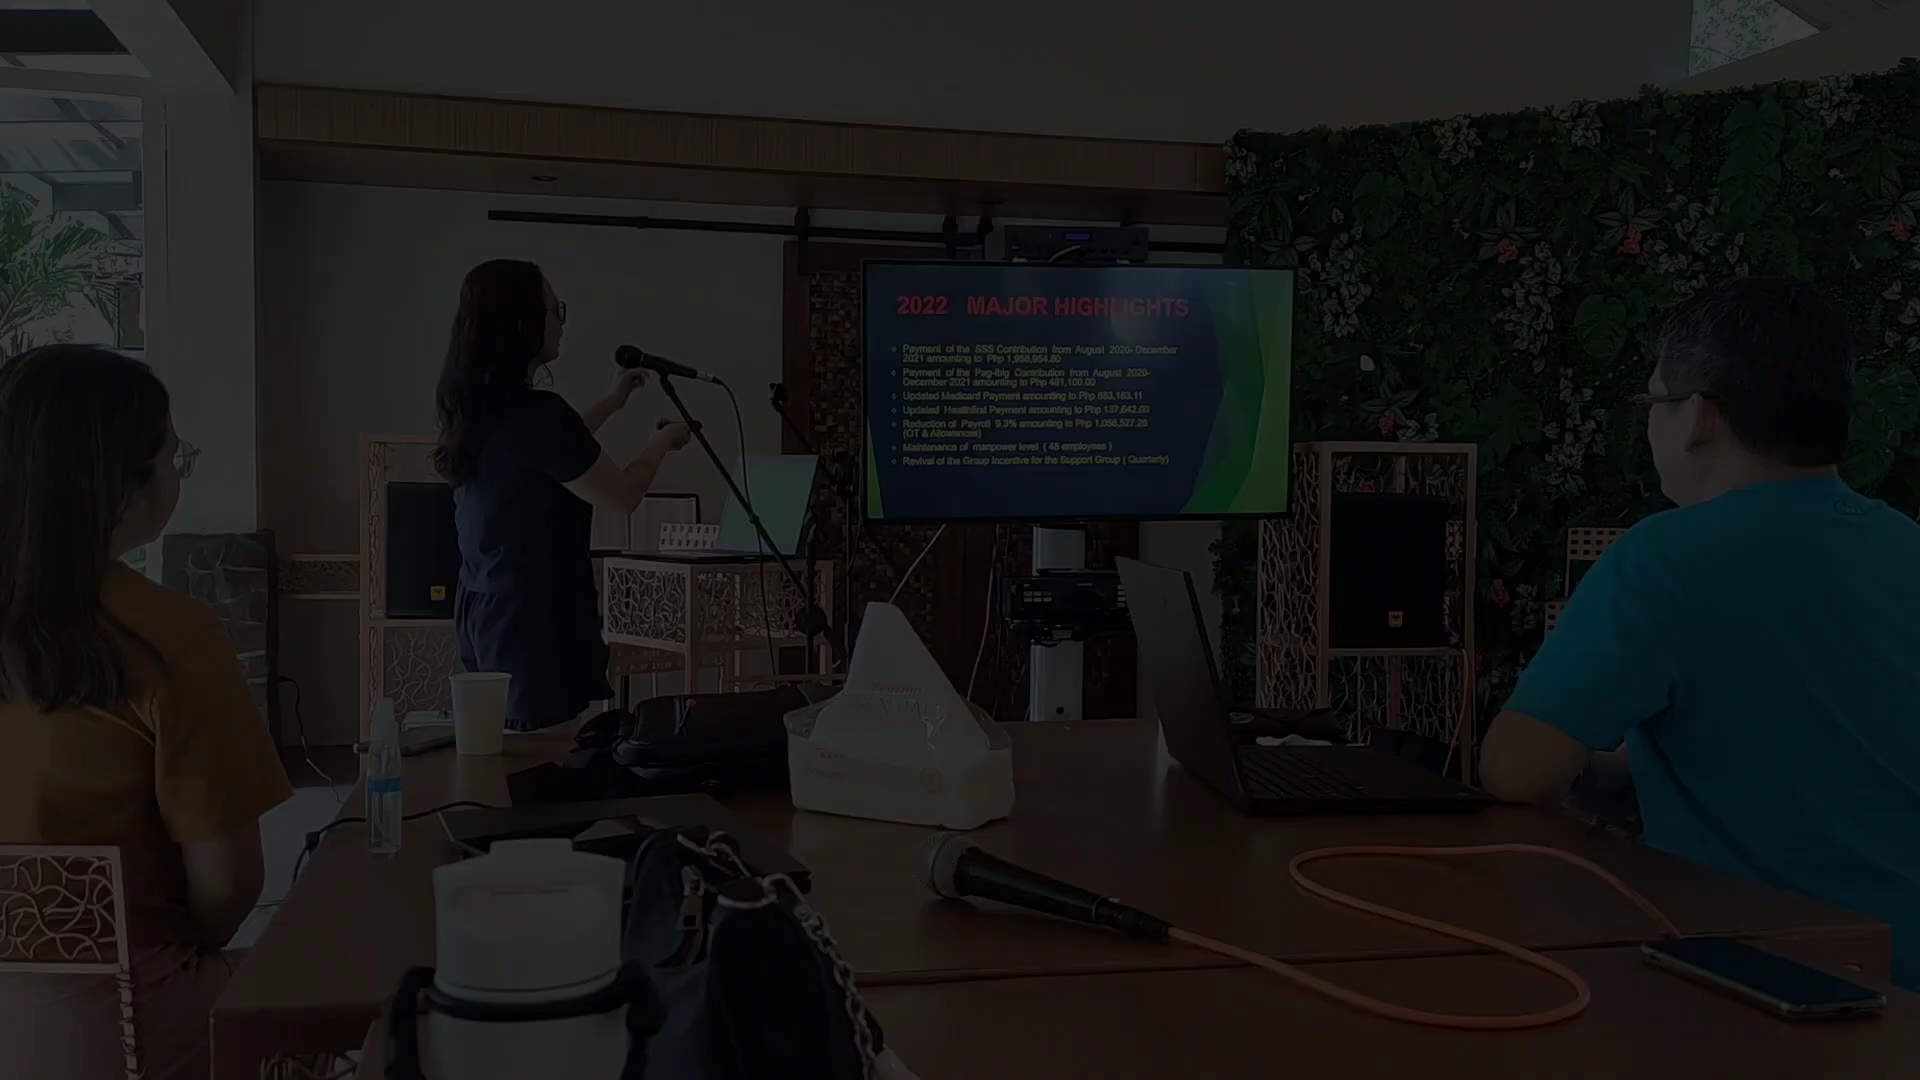 2022 MAJOR HIGHLIGHTS
Payment of the SSS Contribution from August 2020- December
2021 amounting to Php 1,958,954.80
Payment of the Pag-ibig Contribution from August 2020-
December 2021 amounting to Php 481,100.00
Updated Medicard Payment amounting to Php 883,163.11
Updated Healthfirst Payment amounting to Php 137,642.00
Reduction of Payroll 9.3% amounting to Php 1,056,527.20
(OT & Allowances)
Maintenance of manpower level ( 48 employees )
Revival of the Group Incentive for the Support Group ( Quarterly)